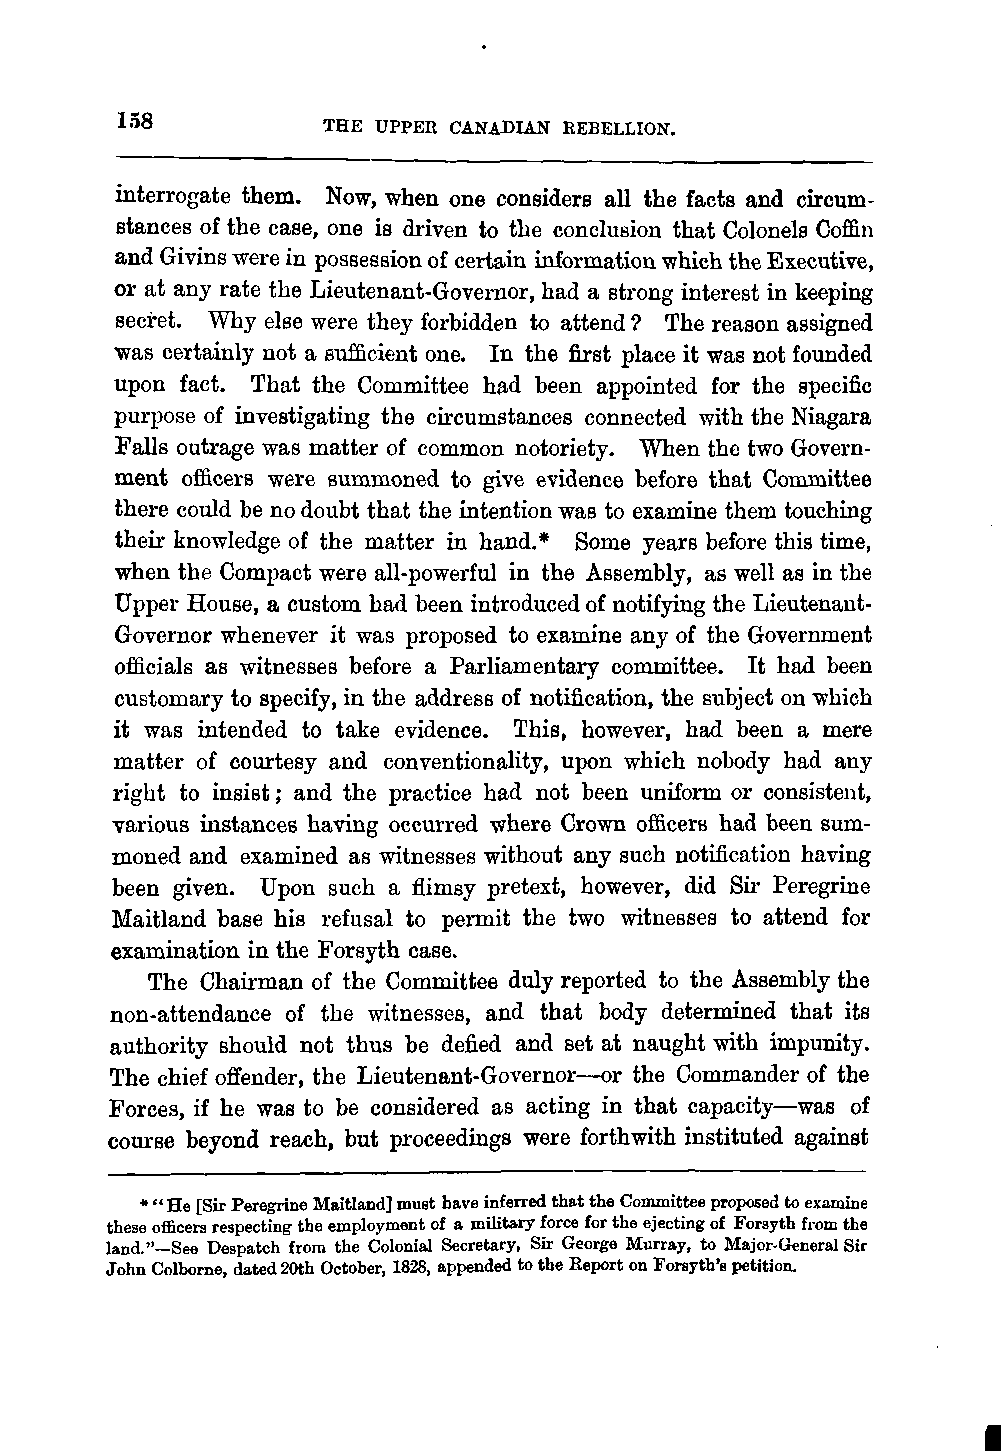 158
THE UPPER CANADIAN REBELLION.
interrogate them. Now, when one considers all the facts and circum-
stances of the case, one is driven to the conclusion that Colonels Coffin
and Givins were in possession of certain information which the Executive,
or at any rate the Lieutenant-Governor, had a strong interest in keeping
secret. Why else were they forbidden to attend? The reason assigned
was certainly not a sufficient one. In the first place it was not founded
upon fact. That the Committee had been appointed for the specific
purpose of investigating the circumstances connected with the Niagara
Falls outrage was matter of common notoriety. When the two Govern-
ment officers were summoned to give evidence before that Committee
there could be no doubt that the intention was to examine them touching
their knowledge of the matter in hand.* Some years before this time,
when the Compact were all-powerful in the Assembly, as well as in the
Upper House, a custom had been introduced of notifying the Lieutenant-
Governor whenever it was proposed to examine any of the Government
officials as witnesses before a Parliamentary committee. It had been
customary to specify, in the address of notification, the subject on which
it was intended to take evidence. This, however, had been a mere
matter of courtesy and conventionality, upon which nobody had any
right to insist; and the practice had not been uniform or consistent,
various instances having occurred where Crown officers had been sum-
moned and examined as witnesses without any such notification having
been given. Upon such a flimsy pretext, however, did Sir Peregrine
Maitland base his refusal to permit the two witnesses to attend for
examination in the Forsyth case.
The Chairman of the Committee duly reported to the Assembly the
non-attendance of the witnesses, and that body determined that its
authority should not thus be defied and set at naught with impunity.
The chief offender, the Lieutenant-Governor—or the Commander of the
Forces, if he was to be considered as acting in that capacity—was of
course beyond reach, but proceedings were forthwith instituted against
* "He [Sir Peregrine Maitland] must have inferred that the Committee proposed to examine
these officers respecting the employment of a military force for the ejecting of Forsyth from the
land."—See Despatch from the Colonial Secretary, Sir George Murray, to Major-General Sir
John Colborne, dated 20th October, 1828, appended to the Report on Forsyth's petition.